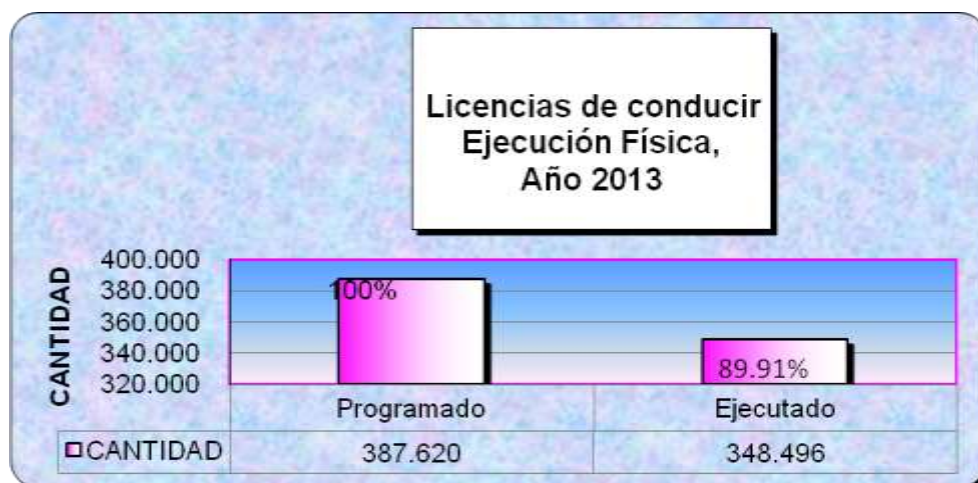 Licencias de conducir
Ejecución Física,
Año 2013
CANTIDAD
400.000
380.000
360.000
340.000
320.000
100%
89.91%
Programado Ejecutado
CANTIDAD 387.620 348.496